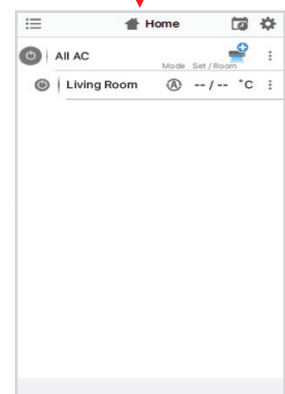 Home
All AC
Mode Set / Room
Living Room A -- / -- °C